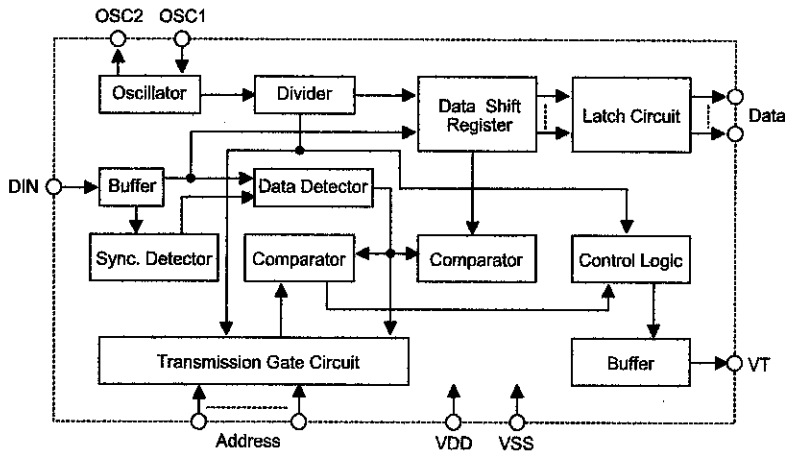 OSC2 OSC1
Oscillator
Divider
Data Shift
Register
Latch Circuit
Data
DIN
Buffer
Data Detector
Sync. Detector
Comparator
Comparator
Control Logic
Transmission Gate Circuit
Buffer
VT
Address
VDD
VSS